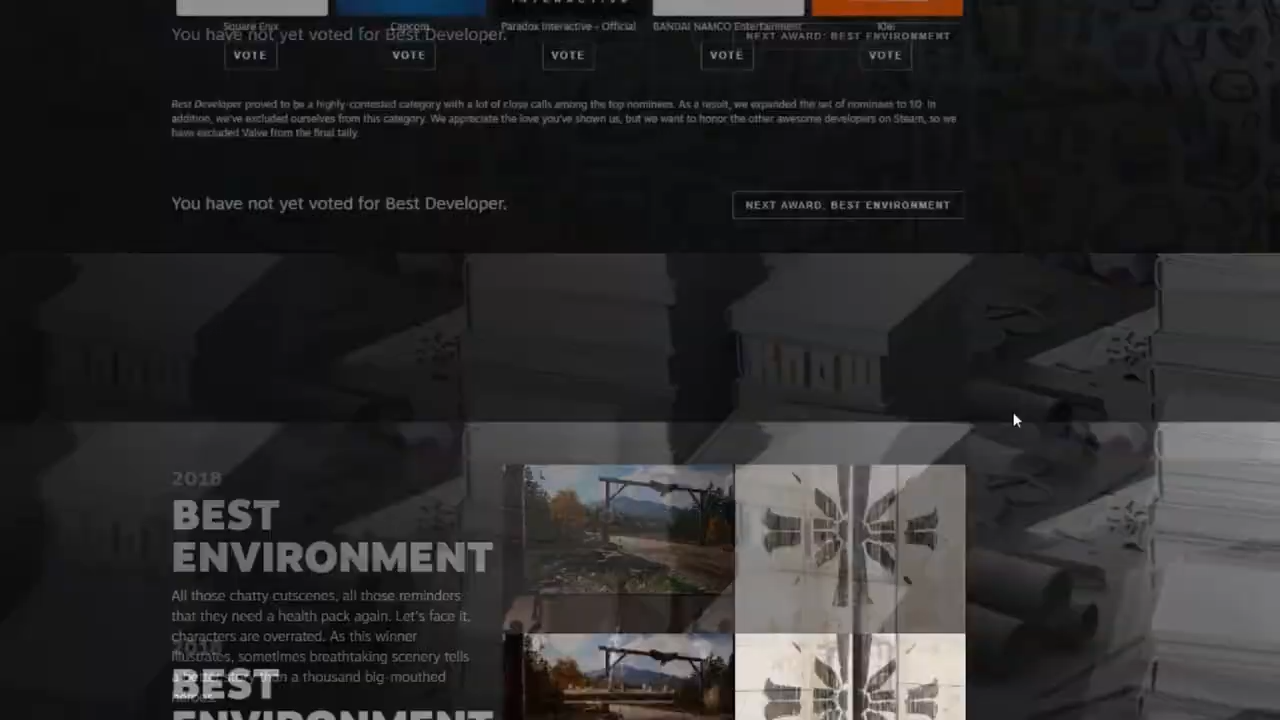 INTERACTIVE
Square Enix
Capcom
Paradox Interactive - Official
BANDAI NAMCO Entertainment
Klei
You have not yet voted for Best Developer.
NEXT AWARD: BEST ENVIRONMENT
VOTE
VOTE
VOTE
VOTE
VOTE
Best Developer proved to be a highly-contested category with a lot of close calls among the top nominees. As a result, we expanded the set of nominees to 10. In
addition, we've excluded ourselves from this category. We appreciate the love you've shown us, but we want to honor the other awesome developers on Steam, so we
have excluded Valve from the final tally.
You have not yet voted for Best Developer.
NEXT AWARD: BEST ENVIRONMENT
2018
BEST
ENVIRONMENT
All those chatty cutscenes, all those reminders
that they need a health pack again. Let's face it,
characters are overrated. As this winner
illustrates, sometimes breathtaking scenery tells
a better story than a thousand big-mouthed
heroes.
2018
BEST
ENVIRONMENT